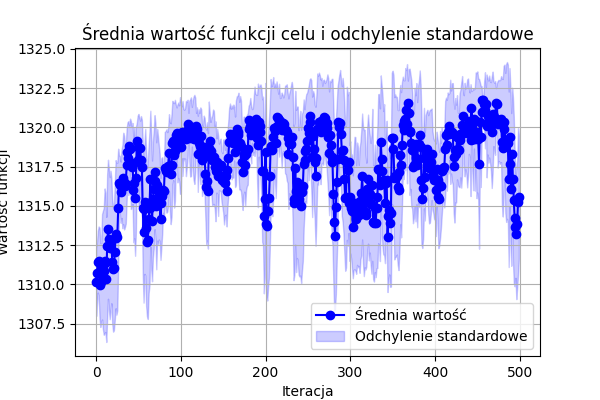 Średnia wartość funkcji celu i odchylenie standardowe
1325.0
1322.5
1320.0
1317.5
1315.0
1312.5
1310.0
1307.5
Wartość funkcji
0
100
200
300
400
500
Iteracja
Średnia wartość
Odchylenie standardowe